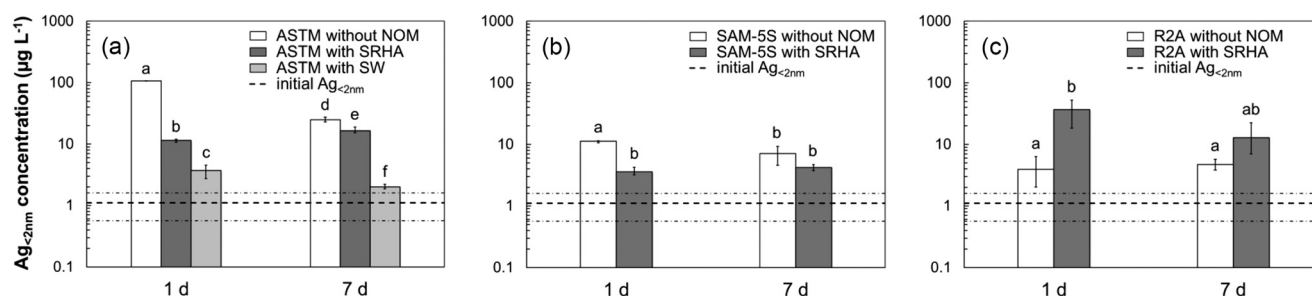 Ag<2nm concentration (µg L-1)
1000
100
10
1
0.1
(a)
ASTM without NOM
ASTM with SRHA
ASTM with SW
initial Ag<2nm
a
b
c
d
e
f
1 d
7 d
1000
100
10
1
0.1
(b)
SAM-5S without NOM
SAM-5S with SRHA
initial Ag<2nm
a
b
b
b
1 d
7 d
1000
100
10
1
0.1
(c)
R2A without NOM
R2A with SRHA
initial Ag<2nm
a
b
a
ab
1 d
7 d